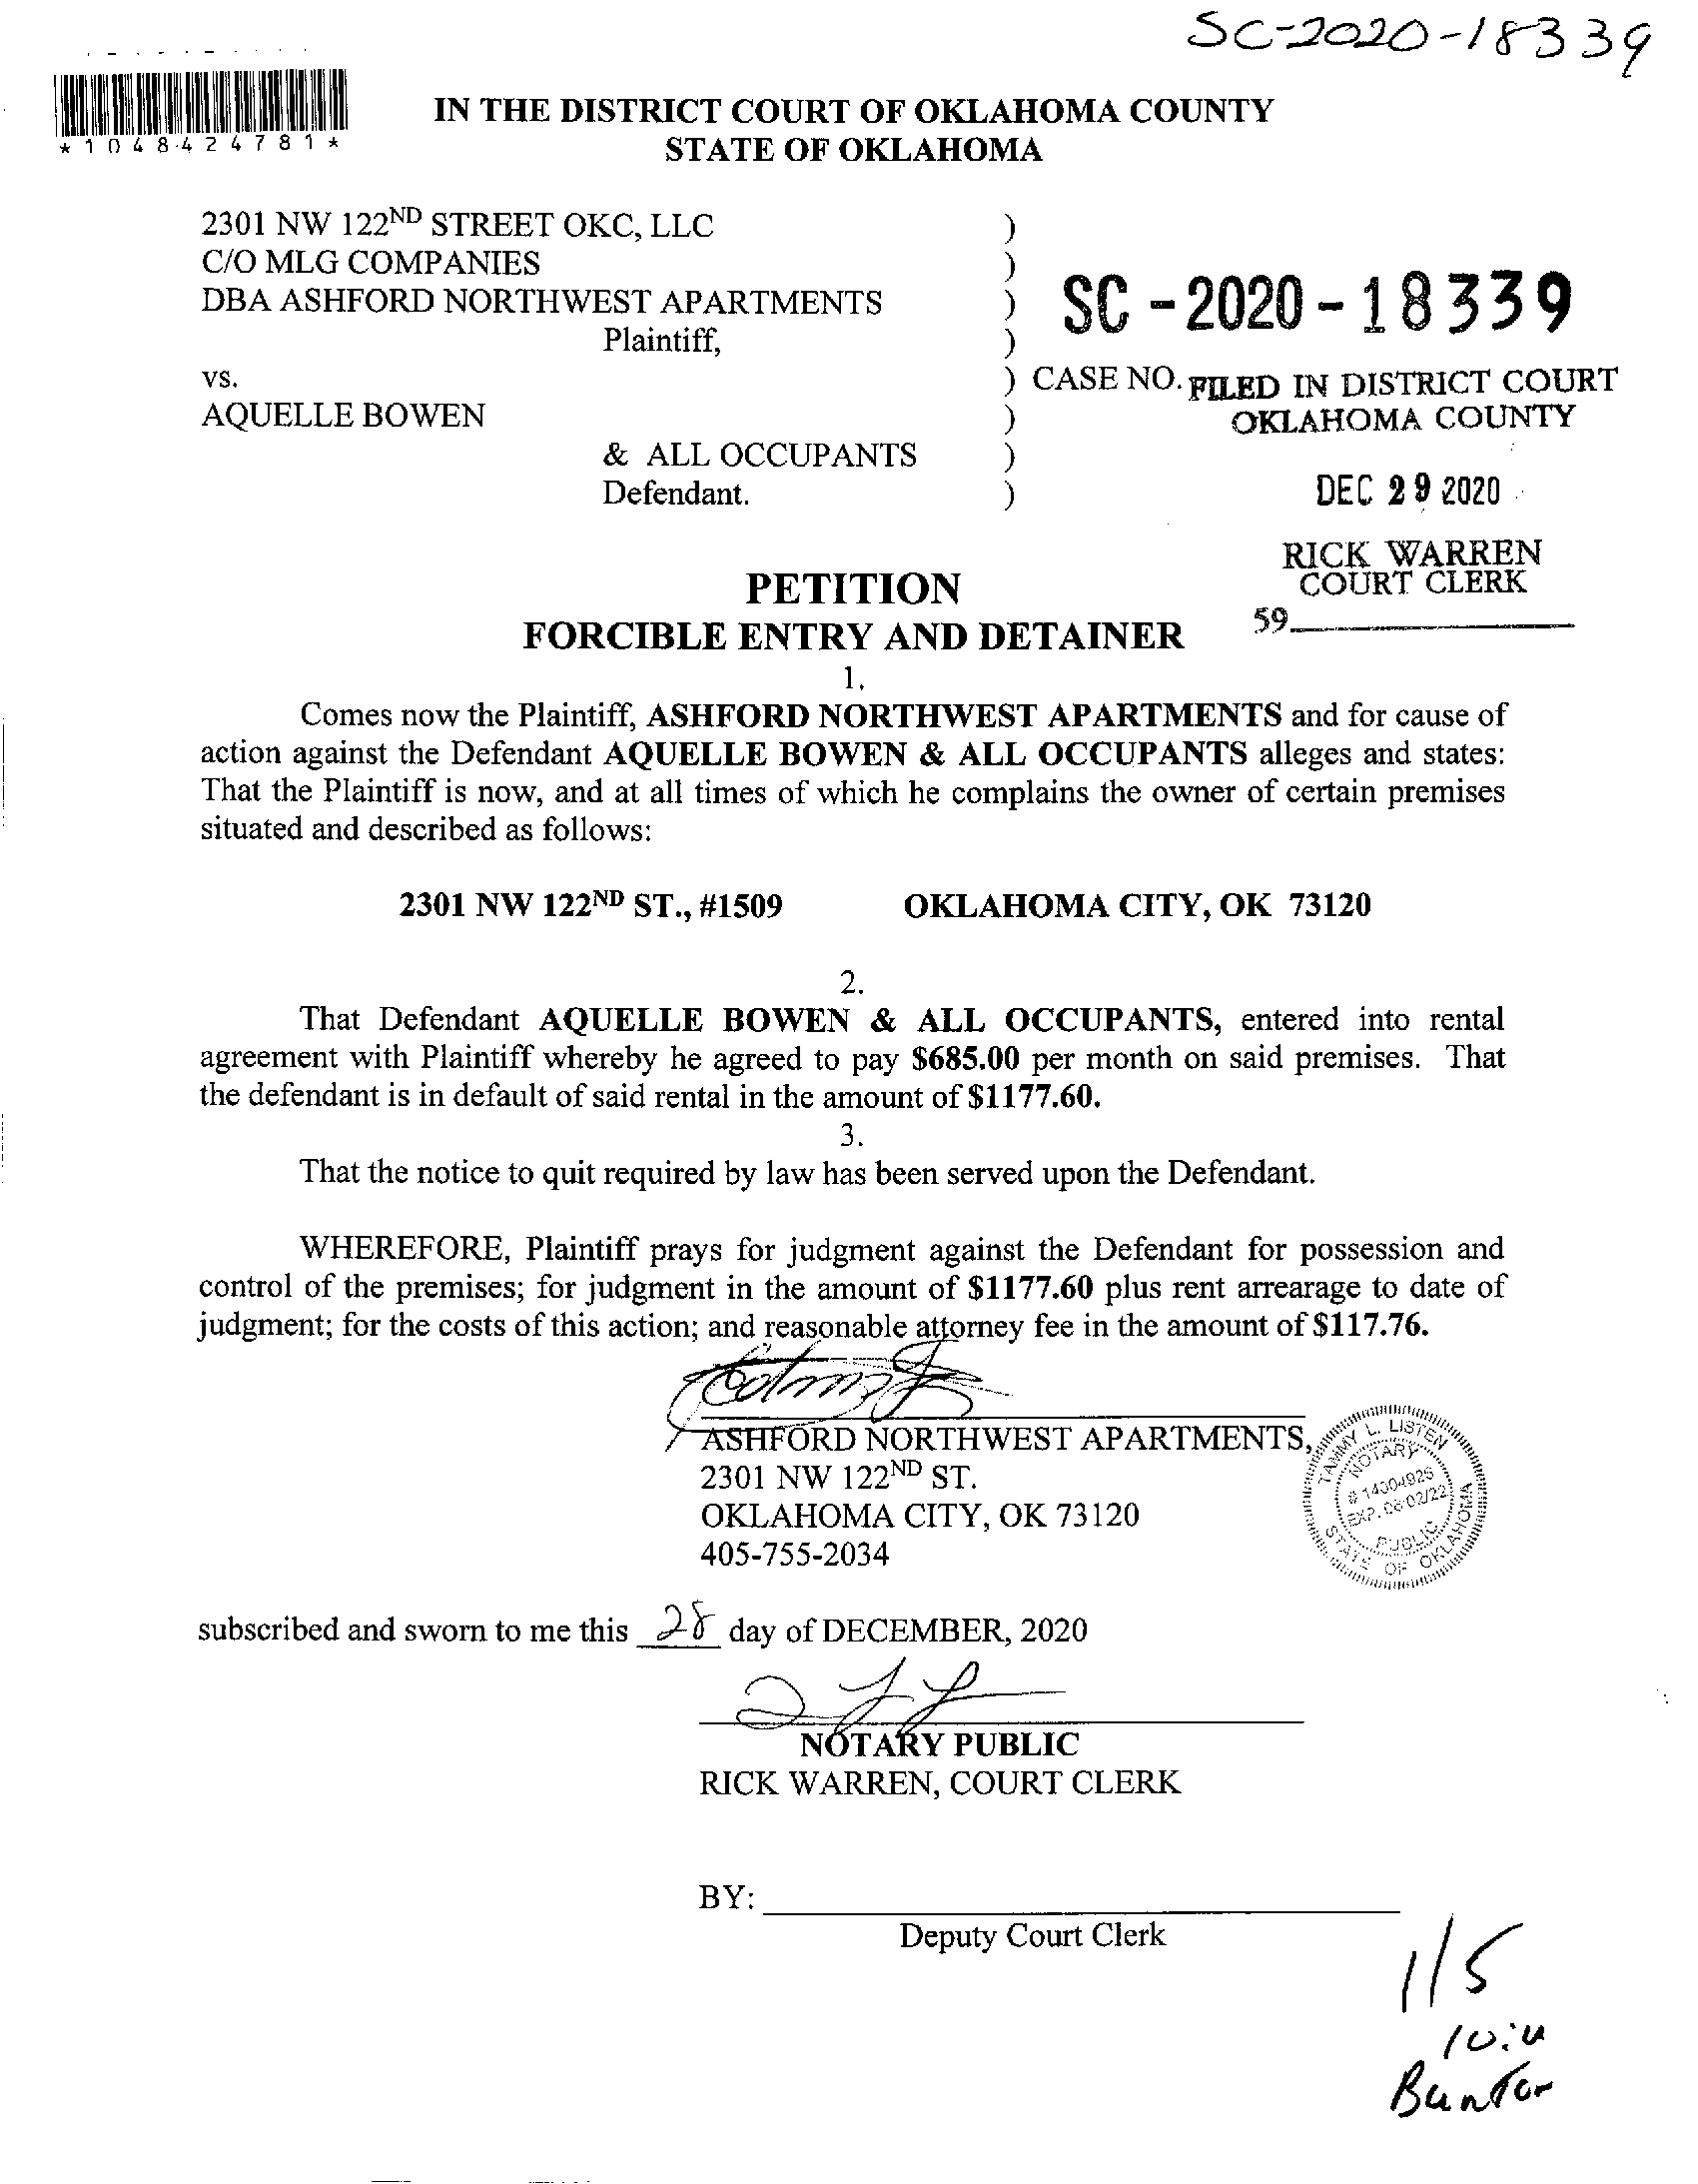 SC-2020-18339
*1048424781*
IN THE DISTRICT COURT OF OKLAHOMA COUNTY
STATE OF OKLAHOMA
2301 NW 122ND STREET OKC, LLC )
C/O MLG COMPANIES )
DBA ASHFORD NORTHWEST APARTMENTS ) SC-2020-18339
Plaintiff, )
vs. ) CASE NO. FILED IN DISTRICT COURT
AQUELLE BOWEN ) OKLAHOMA COUNTY
& ALL OCCUPANTS )
Defendant. ) DEC 29 2020
RICK WARREN
COURT CLERK
59
PETITION
FORCIBLE ENTRY AND DETAINER
1.
Comes now the Plaintiff, ASHFORD NORTHWEST APARTMENTS and for cause of
action against the Defendant AQUELLE BOWEN & ALL OCCUPANTS alleges and states:
That the Plaintiff is now, and at all times of which he complains the owner of certain premises
situated and described as follows:
2301 NW 122ND ST., #1509 OKLAHOMA CITY, OK 73120
2.
That Defendant AQUELLE BOWEN & ALL OCCUPANTS, entered into rental
agreement with Plaintiff whereby he agreed to pay $685.00 per month on said premises. That
the defendant is in default of said rental in the amount of $1177.60.
3.
That the notice to quit required by law has been served upon the Defendant.
WHEREFORE, Plaintiff prays for judgment against the Defendant for possession and
control of the premises; for judgment in the amount of $1177.60 plus rent arrearage to date of
judgment; for the costs of this action; and reasonable attorney fee in the amount of $117.76.
ASHFORD NORTHWEST APARTMENTS,
2301 NW 122ND ST.
OKLAHOMA CITY, OK 73120
405-755-2034
TAMMY L. LISTEN
NOTARY
# 14004926
EXP. 06/02/22
PUBLIC
STATE OF OKLAHOMA
subscribed and sworn to me this 28 day of DECEMBER, 2020
NOTARY PUBLIC
RICK WARREN, COURT CLERK
BY:
Deputy Court Clerk
1/5